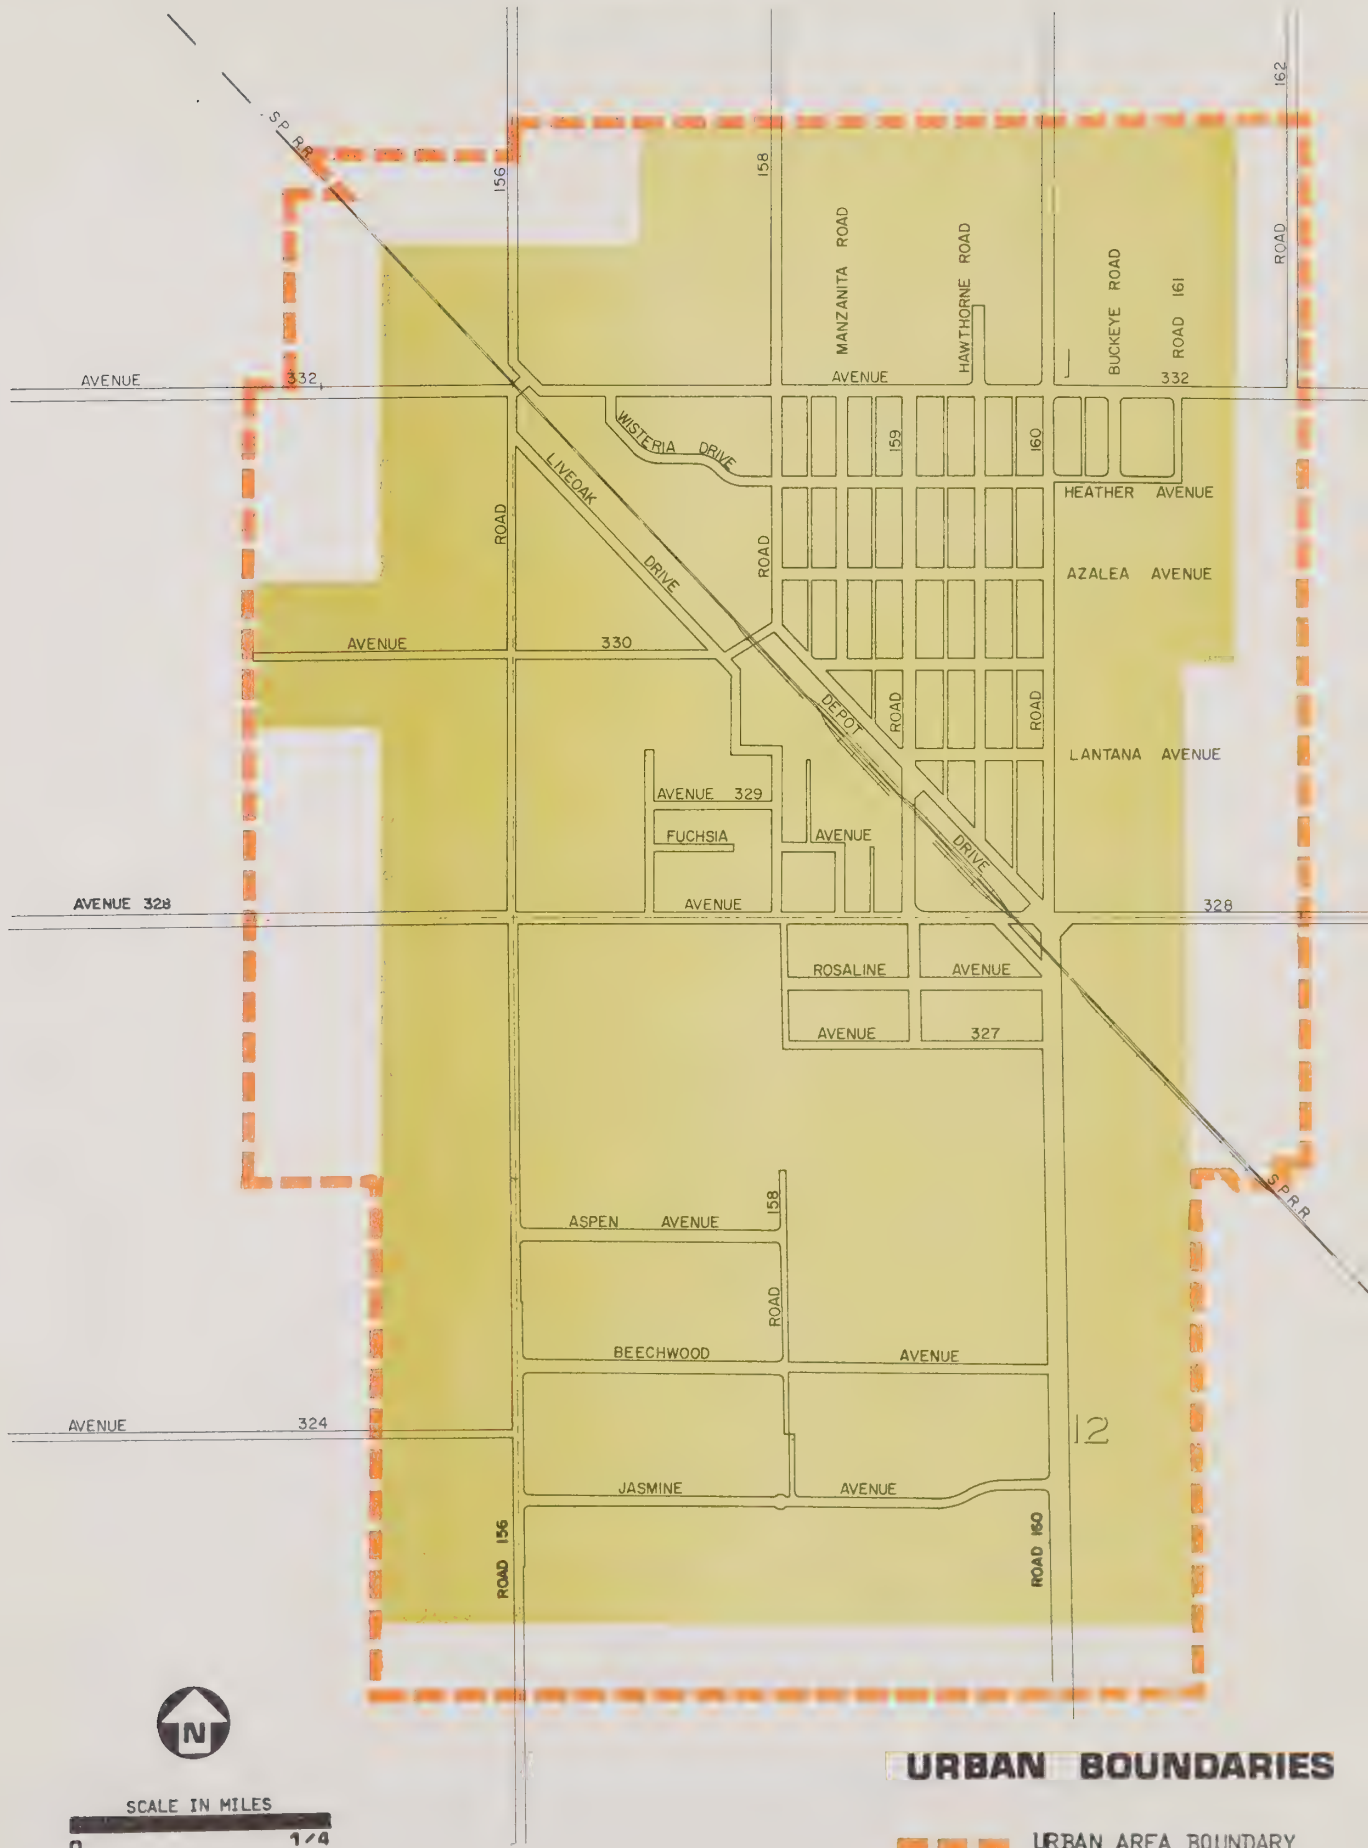 162
S.P. R.R.
156
158
ROAD
MANZANITA ROAD
HAWTHORNE ROAD
BUCKEYE ROAD
ROAD 161
AVENUE 332
AVENUE 332
WISTERIA DRIVE
159
160
LIVEOAK DRIVE
HEATHER AVENUE
ROAD
ROAD
AZALEA AVENUE
AVENUE 330
DEPOT DRIVE
ROAD
ROAD
LANTANA AVENUE
AVENUE 329
FUCHSIA AVENUE
AVENUE 328
AVENUE 328
ROSALINE AVENUE
AVENUE 327
S.P.R.R.
158
ASPEN AVENUE
ROAD
BEECHWOOD AVENUE
AVENUE 324
12
JASMINE AVENUE
ROAD 156
ROAD 160
N
SCALE IN MILES
0 1/4
URBAN BOUNDARIES
URBAN AREA BOUNDARY